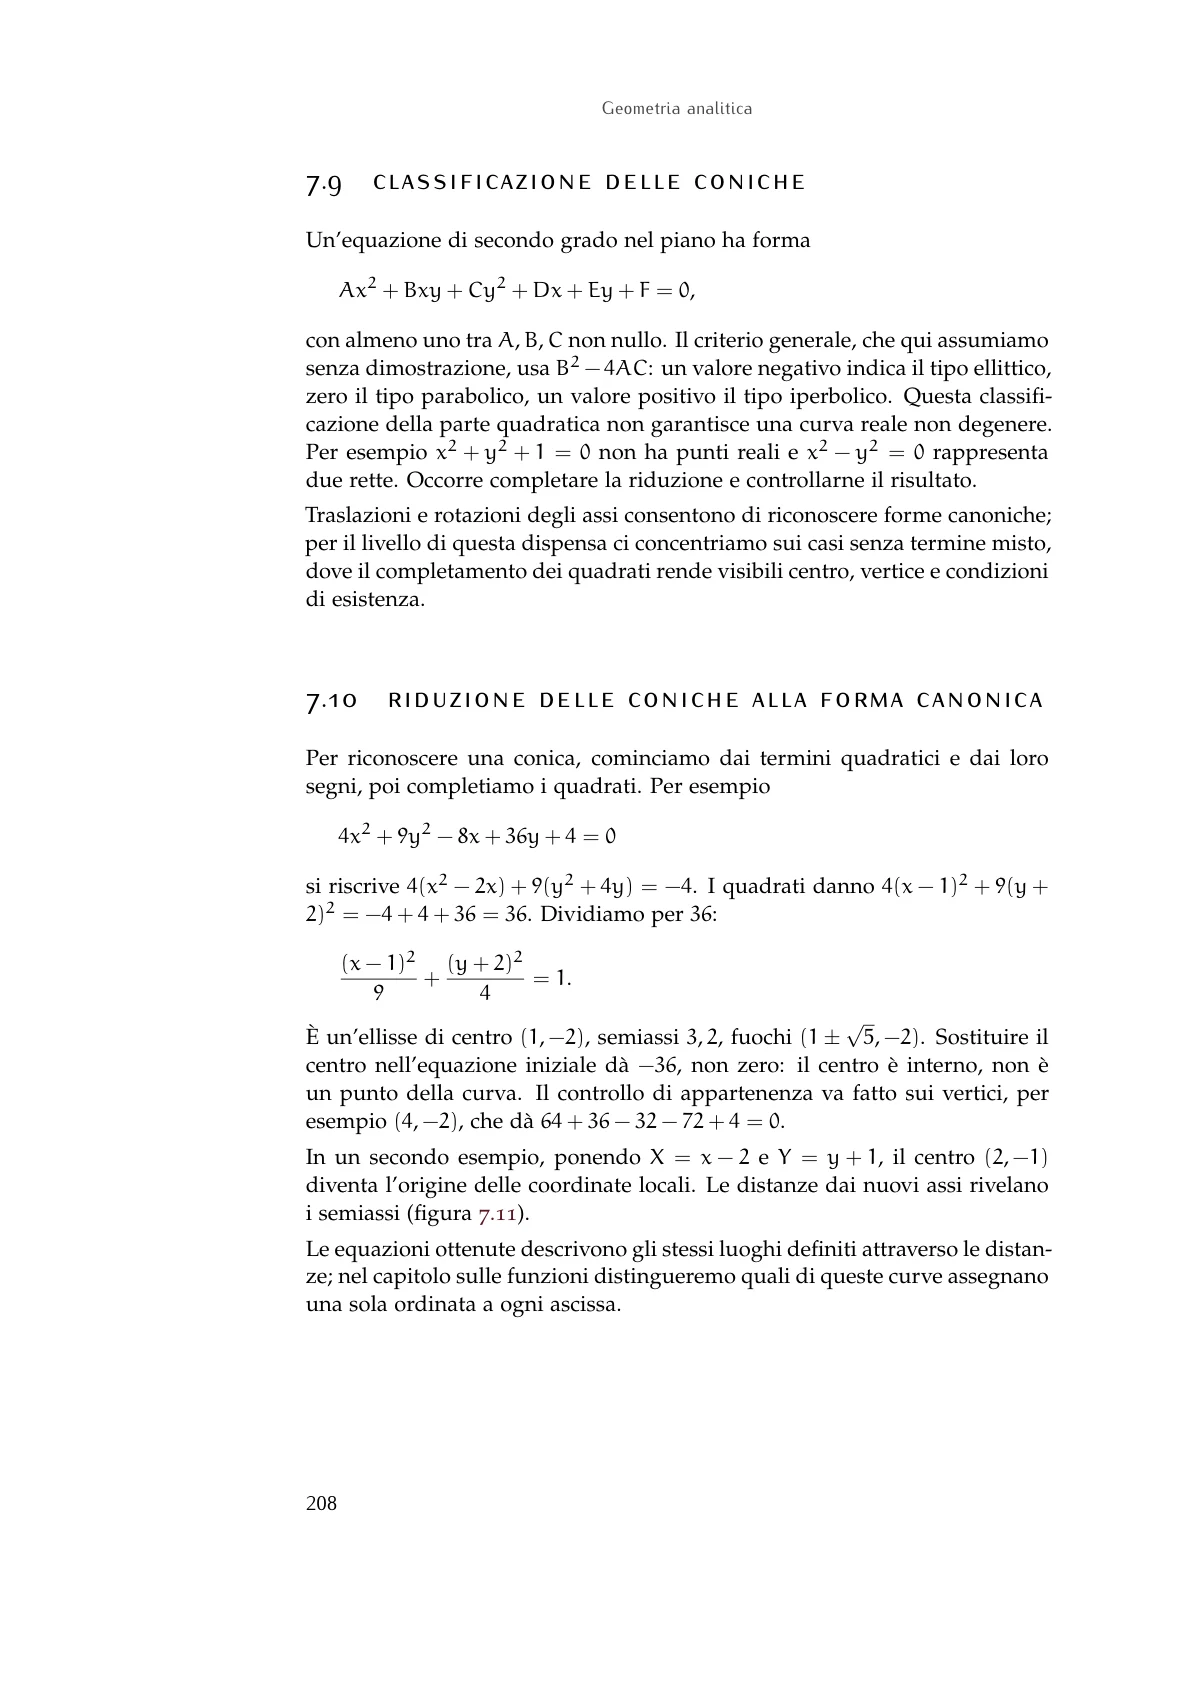 Geometria analitica
7.9 CLASSIFICAZIONE DELLE CONICHE
Un'equazione di secondo grado nel piano ha forma
Ax² + Bxy + Cy² + Dx + Ey + F = 0,
con almeno uno tra A, B, C non nullo. Il criterio generale, che qui assumiamo
senza dimostrazione, usa B² − 4AC: un valore negativo indica il tipo ellittico,
zero il tipo parabolico, un valore positivo il tipo iperbolico. Questa classifi-
cazione della parte quadratica non garantisce una curva reale non degenere.
Per esempio x² + y² + 1 = 0 non ha punti reali e x² − y² = 0 rappresenta
due rette. Occorre completare la riduzione e controllarne il risultato.
Traslazioni e rotazioni degli assi consentono di riconoscere forme canoniche;
per il livello di questa dispensa ci concentriamo sui casi senza termine misto,
dove il completamento dei quadrati rende visibili centro, vertice e condizioni
di esistenza.
7.10 RIDUZIONE DELLE CONICHE ALLA FORMA CANONICA
Per riconoscere una conica, cominciamo dai termini quadratici e dai loro
segni, poi completiamo i quadrati. Per esempio
4x² + 9y² − 8x + 36y + 4 = 0
si riscrive 4(x² − 2x) + 9(y² + 4y) = −4. I quadrati danno 4(x − 1)² + 9(y +
2)² = −4 + 4 + 36 = 36. Dividiamo per 36:
(x − 1)²/9 + (y + 2)²/4 = 1.
È un'ellisse di centro (1, −2), semiassi 3, 2, fuochi (1 ± √5, −2). Sostituire il
centro nell'equazione iniziale dà −36, non zero: il centro è interno, non è
un punto della curva. Il controllo di appartenenza va fatto sui vertici, per
esempio (4, −2), che dà 64 + 36 − 32 − 72 + 4 = 0.
In un secondo esempio, ponendo X = x − 2 e Y = y + 1, il centro (2, −1)
diventa l'origine delle coordinate locali. Le distanze dai nuovi assi rivelano
i semiassi (figura 7.11).
Le equazioni ottenute descrivono gli stessi luoghi definiti attraverso le distan-
ze; nel capitolo sulle funzioni distingueremo quali di queste curve assegnano
una sola ordinata a ogni ascissa.
208